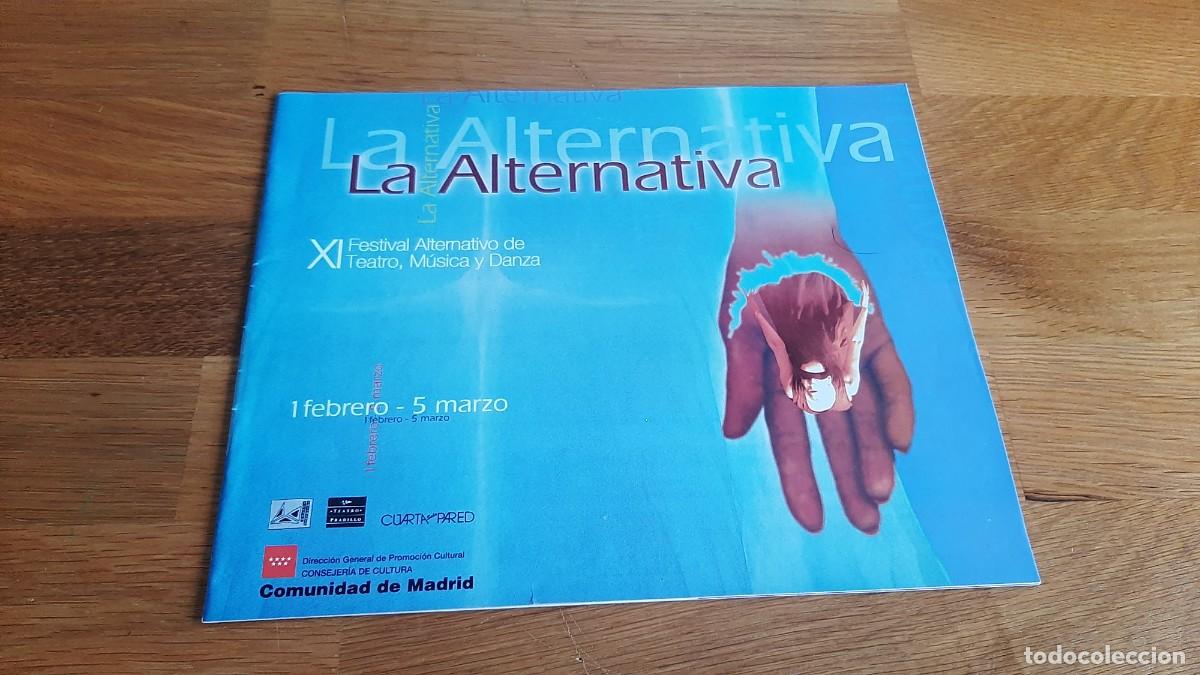 La Alternativa
La Alternativa
La Alternativa
La Alternativa
XI Festival Alternativo de
Teatro, Música y Danza
1 febrero - 5 marzo
1 febrero - 5 marzo
1 febrero - 5 marzo
TEATRO
PRADILLO
CUARTA PARED
Dirección General de Promoción Cultural
CONSEJERÍA DE CULTURA
Comunidad de Madrid
todocoleccion